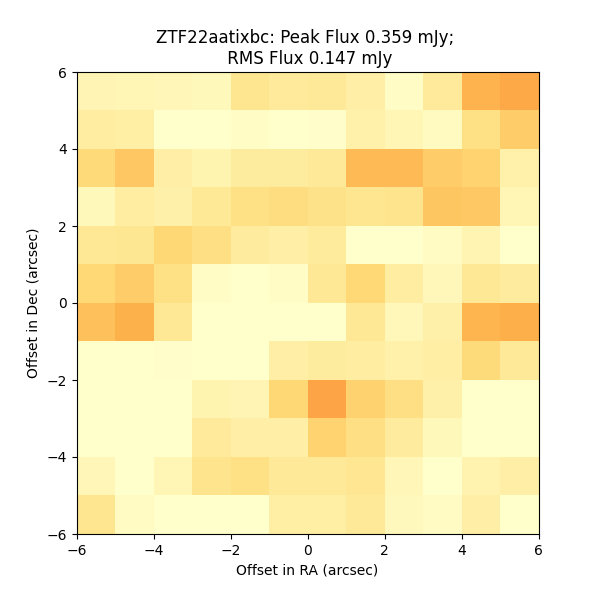 ZTF22aatixbc: Peak Flux 0.359 mJy;
RMS Flux 0.147 mJy
6
4
2
0
−2
−4
−6
Offset in Dec (arcsec)
−6 −4 −2 0 2 4 6
Offset in RA (arcsec)